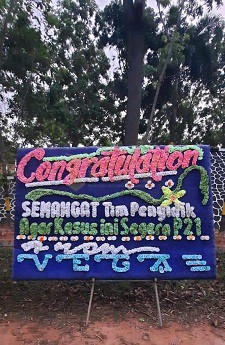 Congratulation
SEMANGAT Tim Penyidik
Agar Kasus ini Segera P21